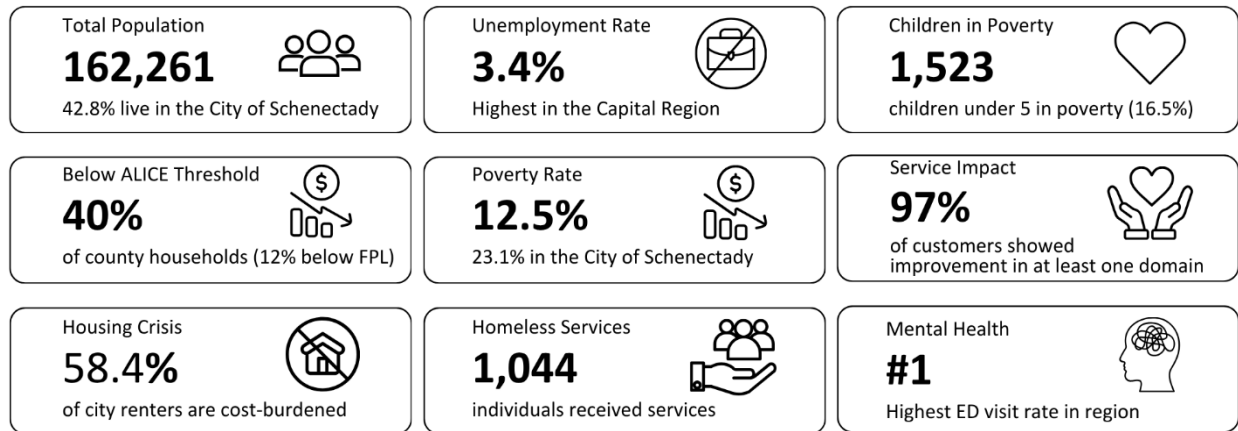 Total Population
162,261
42.8% live in the City of Schenectady
Unemployment Rate
3.4%
Highest in the Capital Region
Children in Poverty
1,523
children under 5 in poverty (16.5%)
Below ALICE Threshold
40%
of county households (12% below FPL)
Poverty Rate
12.5%
23.1% in the City of Schenectady
Service Impact
97%
of customers showed
improvement in at least one domain
Housing Crisis
58.4%
of city renters are cost-burdened
Homeless Services
1,044
individuals received services
Mental Health
#1
Highest ED visit rate in region